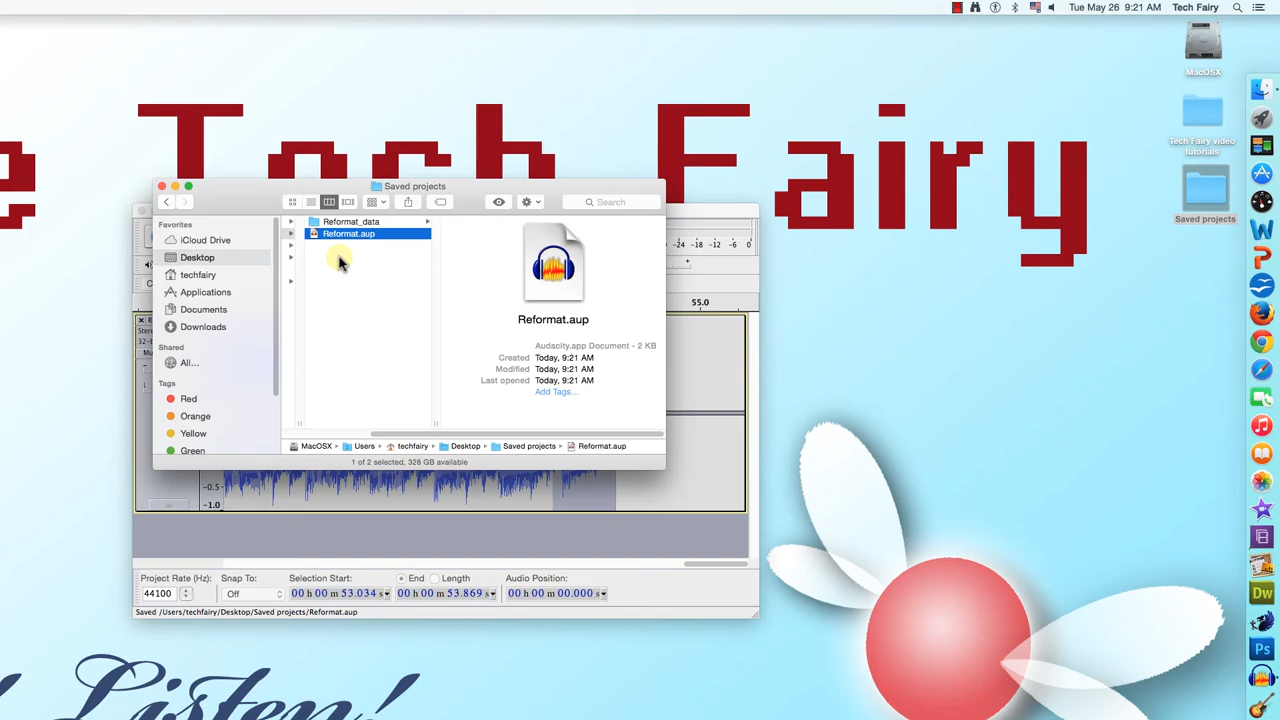 Tue May 26 9:21 AM Tech Fairy
MacOSX
e Tech Fairy
Tech Fairy video
tutorials
Saved projects
Saved projects
Search
Favorites
iCloud Drive
Desktop
techfairy
Applications
Documents
Downloads
Shared
All...
Tags
Red
Orange
Yellow
Green
Reformat_data
Reformat.aup
Reformat.aup
Audacity.app Document - 2 KB
Created Today, 9:21 AM
Modified Today, 9:21 AM
Last opened Today, 9:21 AM
Add Tags...
MacOSX Users techfairy Desktop Saved projects Reformat.aup
1 of 2 selected, 328 GB available
-24 -18 -12 -6 0
55.0
-0.5
-1.0
Project Rate (Hz): Snap To: Selection Start: End Length Audio Position:
44100 Off 00 h 00 m 53.034 s 00 h 00 m 53.869 s 00 h 00 m 00.000 s
Saved /Users/techfairy/Desktop/Saved projects/Reformat.aup
Listen!
W
Dw
Ps